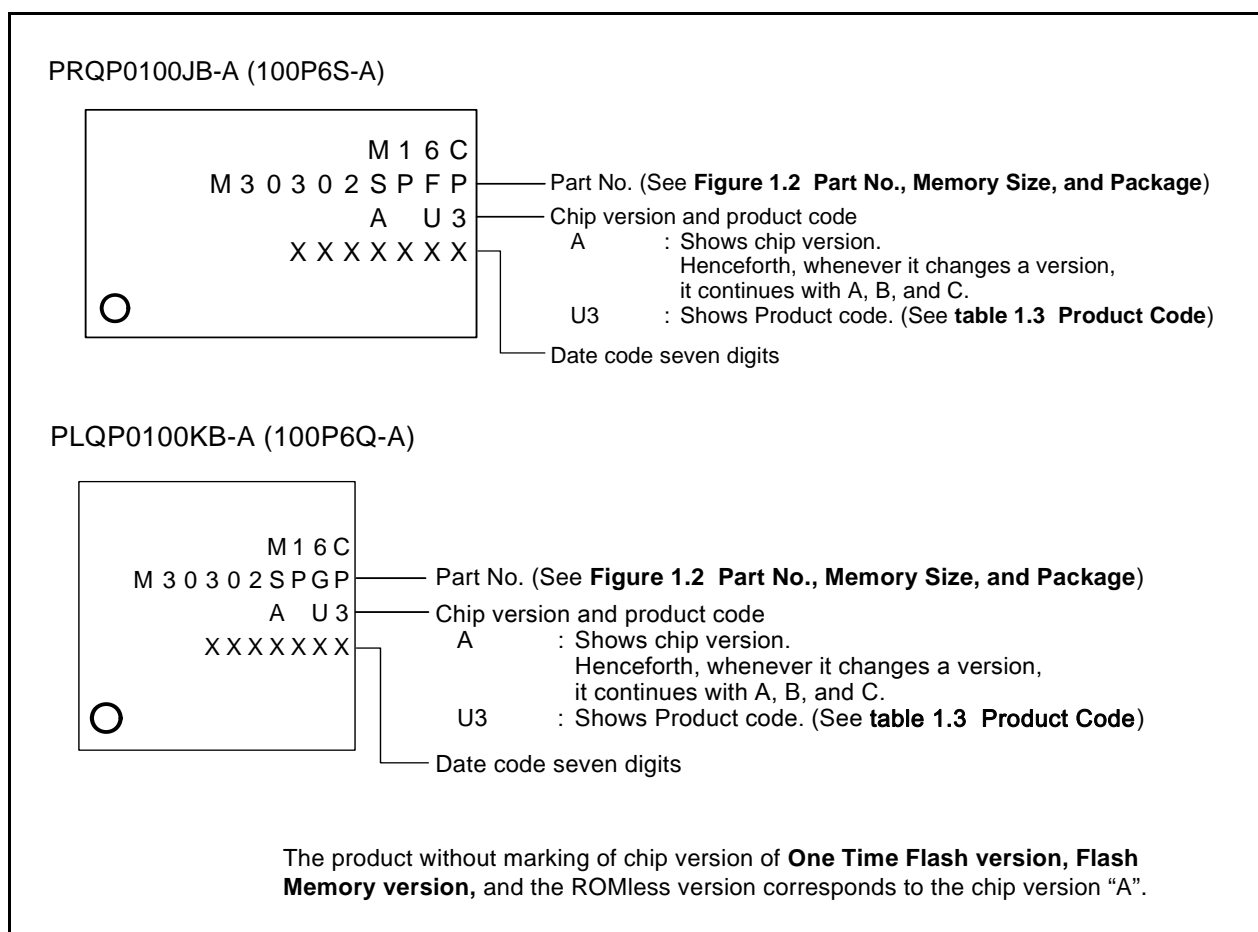 PRQP0100JB-A (100P6S-A)
M16C
M30302SPFP
Part No. (See Figure 1.2 Part No., Memory Size, and Package)
A U3
Chip version and product code
A : Shows chip version.
Henceforth, whenever it changes a version,
it continues with A, B, and C.
U3 : Shows Product code. (See table 1.3 Product Code)
XXXXXXX
Date code seven digits
PLQP0100KB-A (100P6Q-A)
M16C
M30302SPGP
Part No. (See Figure 1.2 Part No., Memory Size, and Package)
A U3
Chip version and product code
A : Shows chip version.
Henceforth, whenever it changes a version,
it continues with A, B, and C.
U3 : Shows Product code. (See table 1.3 Product Code)
XXXXXXX
Date code seven digits
The product without marking of chip version of One Time Flash version, Flash
Memory version, and the ROMless version corresponds to the chip version “A”.